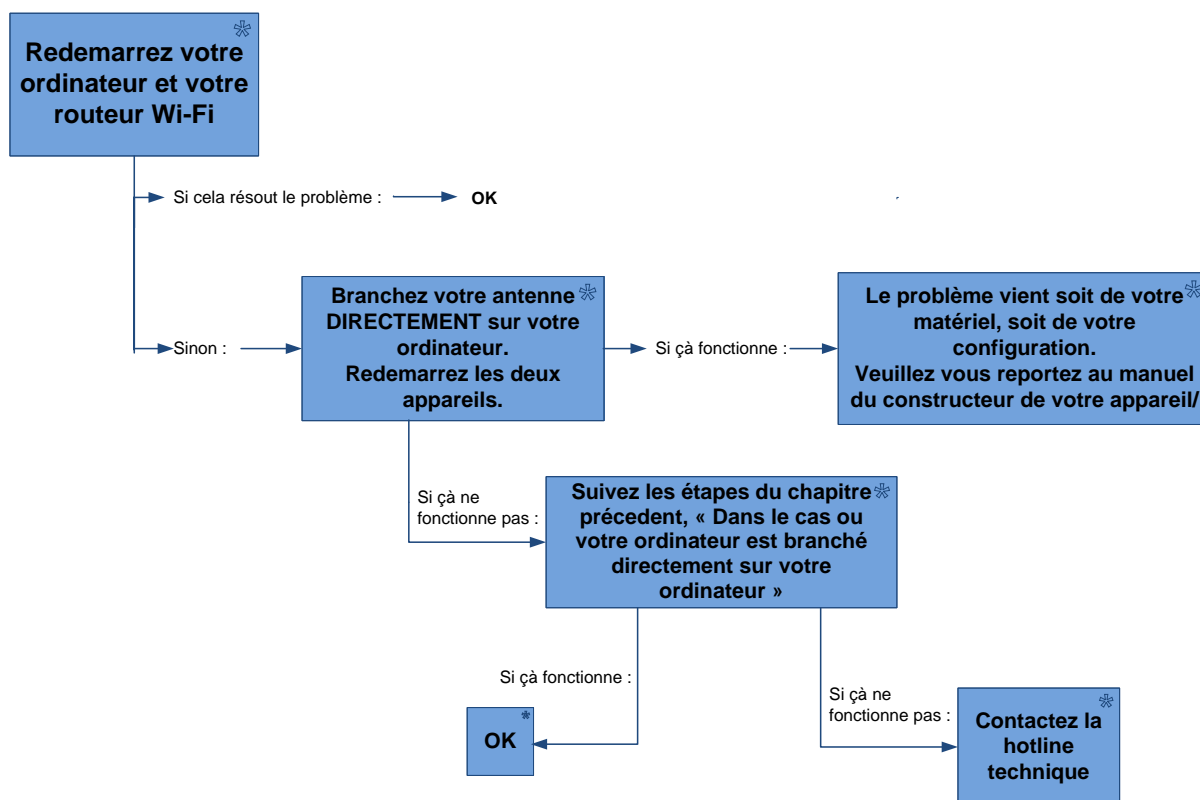 Redemarrez votre
ordinateur et votre
routeur Wi-Fi
Si cela résout le problème :
OK
Sinon :
Branchez votre antenne
DIRECTEMENT sur votre
ordinateur.
Redemarrez les deux
appareils.
Si çà fonctionne :
Le problème vient soit de votre
matériel, soit de votre
configuration.
Veuillez vous reportez au manuel
du constructeur de votre appareil/
Si çà ne
fonctionne pas :
Suivez les étapes du chapitre
précedent, « Dans le cas ou
votre ordinateur est branché
directement sur votre
ordinateur »
Si çà fonctionne :
OK
Si çà ne
fonctionne pas :
Contactez la
hotline
technique